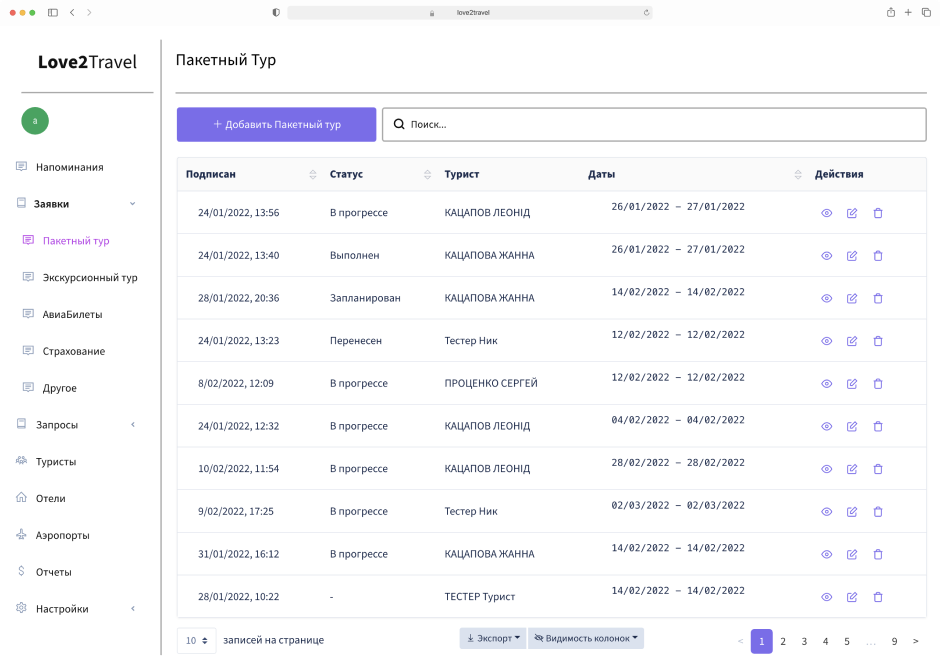 love2travel
Love2Travel
Пакетный Тур
a
+ Добавить Пакетный тур
Поиск...
Напоминания
Заявки
Пакетный тур
Экскурсионный тур
АвиаБилеты
Страхование
Другое
Запросы
Туристы
Отели
Аэропорты
Отчеты
Настройки
Подписан Статус Турист Даты Действия
24/01/2022, 13:56 В прогрессе КАЦАПОВ ЛЕОНІД 26/01/2022 – 27/01/2022
24/01/2022, 13:40 Выполнен КАЦАПОВА ЖАННА 26/01/2022 – 27/01/2022
28/01/2022, 20:36 Запланирован КАЦАПОВА ЖАННА 14/02/2022 – 14/02/2022
24/01/2022, 13:23 Перенесен Тестер Ник 12/02/2022 – 12/02/2022
8/02/2022, 12:09 В прогрессе ПРОЦЕНКО СЕРГЕЙ 12/02/2022 – 12/02/2022
24/01/2022, 12:32 В прогрессе КАЦАПОВ ЛЕОНІД 04/02/2022 – 04/02/2022
10/02/2022, 11:54 В прогрессе КАЦАПОВ ЛЕОНІД 28/02/2022 – 28/02/2022
9/02/2022, 17:25 В прогрессе Тестер Ник 02/03/2022 – 02/03/2022
31/01/2022, 16:12 В прогрессе КАЦАПОВА ЖАННА 14/02/2022 – 14/02/2022
28/01/2022, 10:22 - ТЕСТЕР Турист 14/02/2022 – 14/02/2022
10 записей на странице Экспорт Видимость колонок < 1 2 3 4 5 ... 9 >